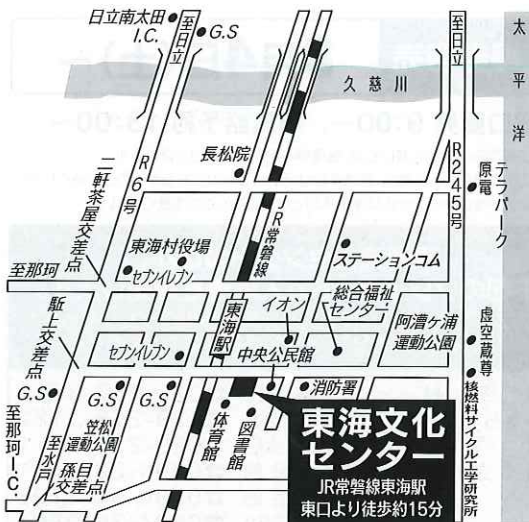 日立南太田
I.C.
G.S
至日立
至日立
太平洋
久慈川
R6号
長松院
JR常磐線
R245号
原電
テラパーク
二軒茶屋交差点
東海村役場
セブンイレブン
ステーションコム
至那珂
東海駅
イオン
総合福祉
センター
阿漕ヶ浦
運動公園
虚空蔵尊
駈上交差点
セブンイレブン
中央公民館
G.S
G.S
G.S
消防署
核燃料サイクル工学研究所
笠松
運動公園
体育館
図書館
至那珂I.C.
至水戸
孫目
交差点
東海文化
センター
JR常磐線東海駅
東口より徒歩約15分